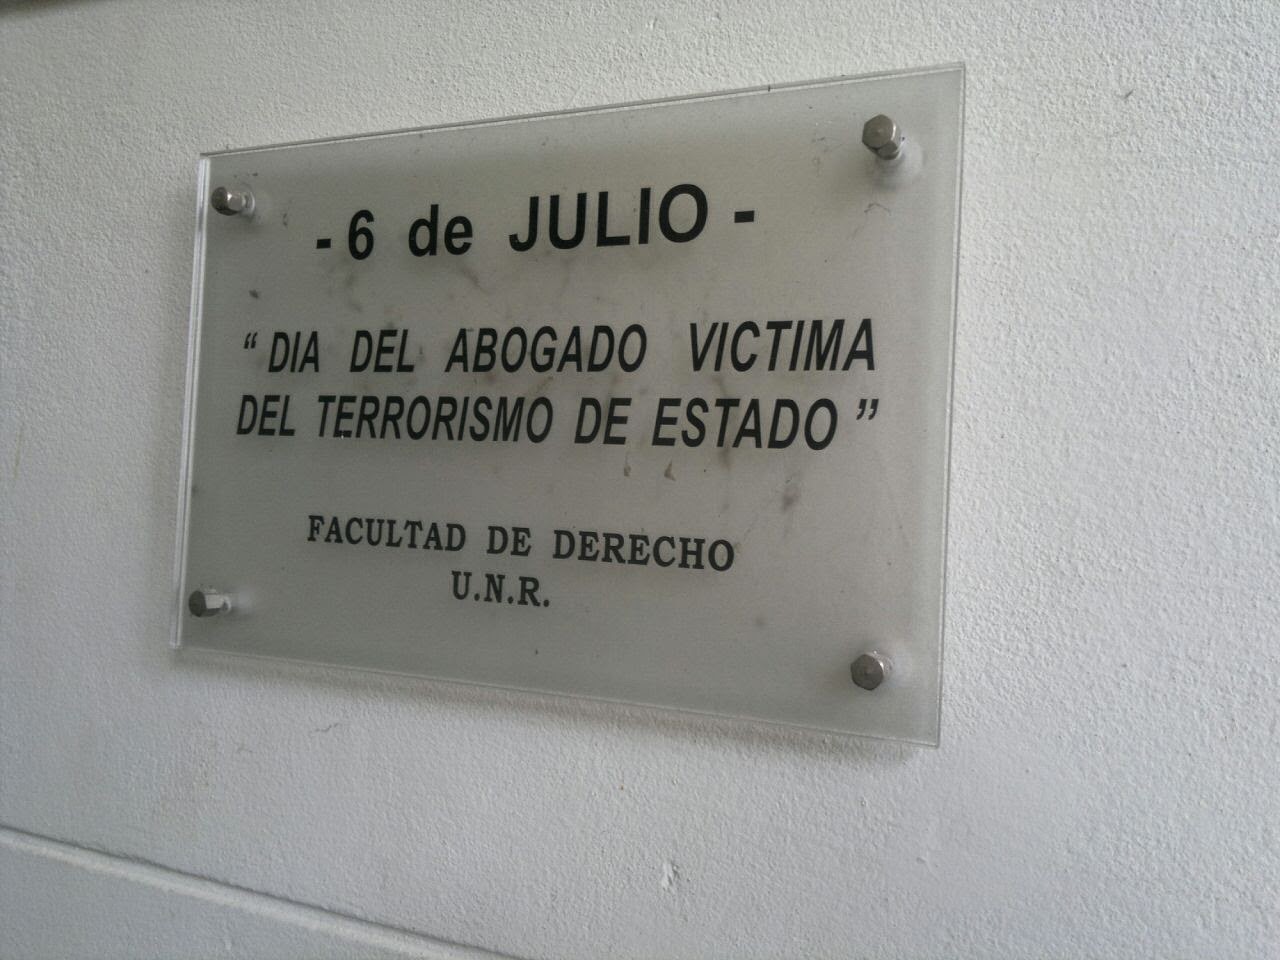 - 6 de JULIO -
“ DIA DEL ABOGADO VICTIMA
DEL TERRORISMO DE ESTADO ”
FACULTAD DE DERECHO
U.N.R.